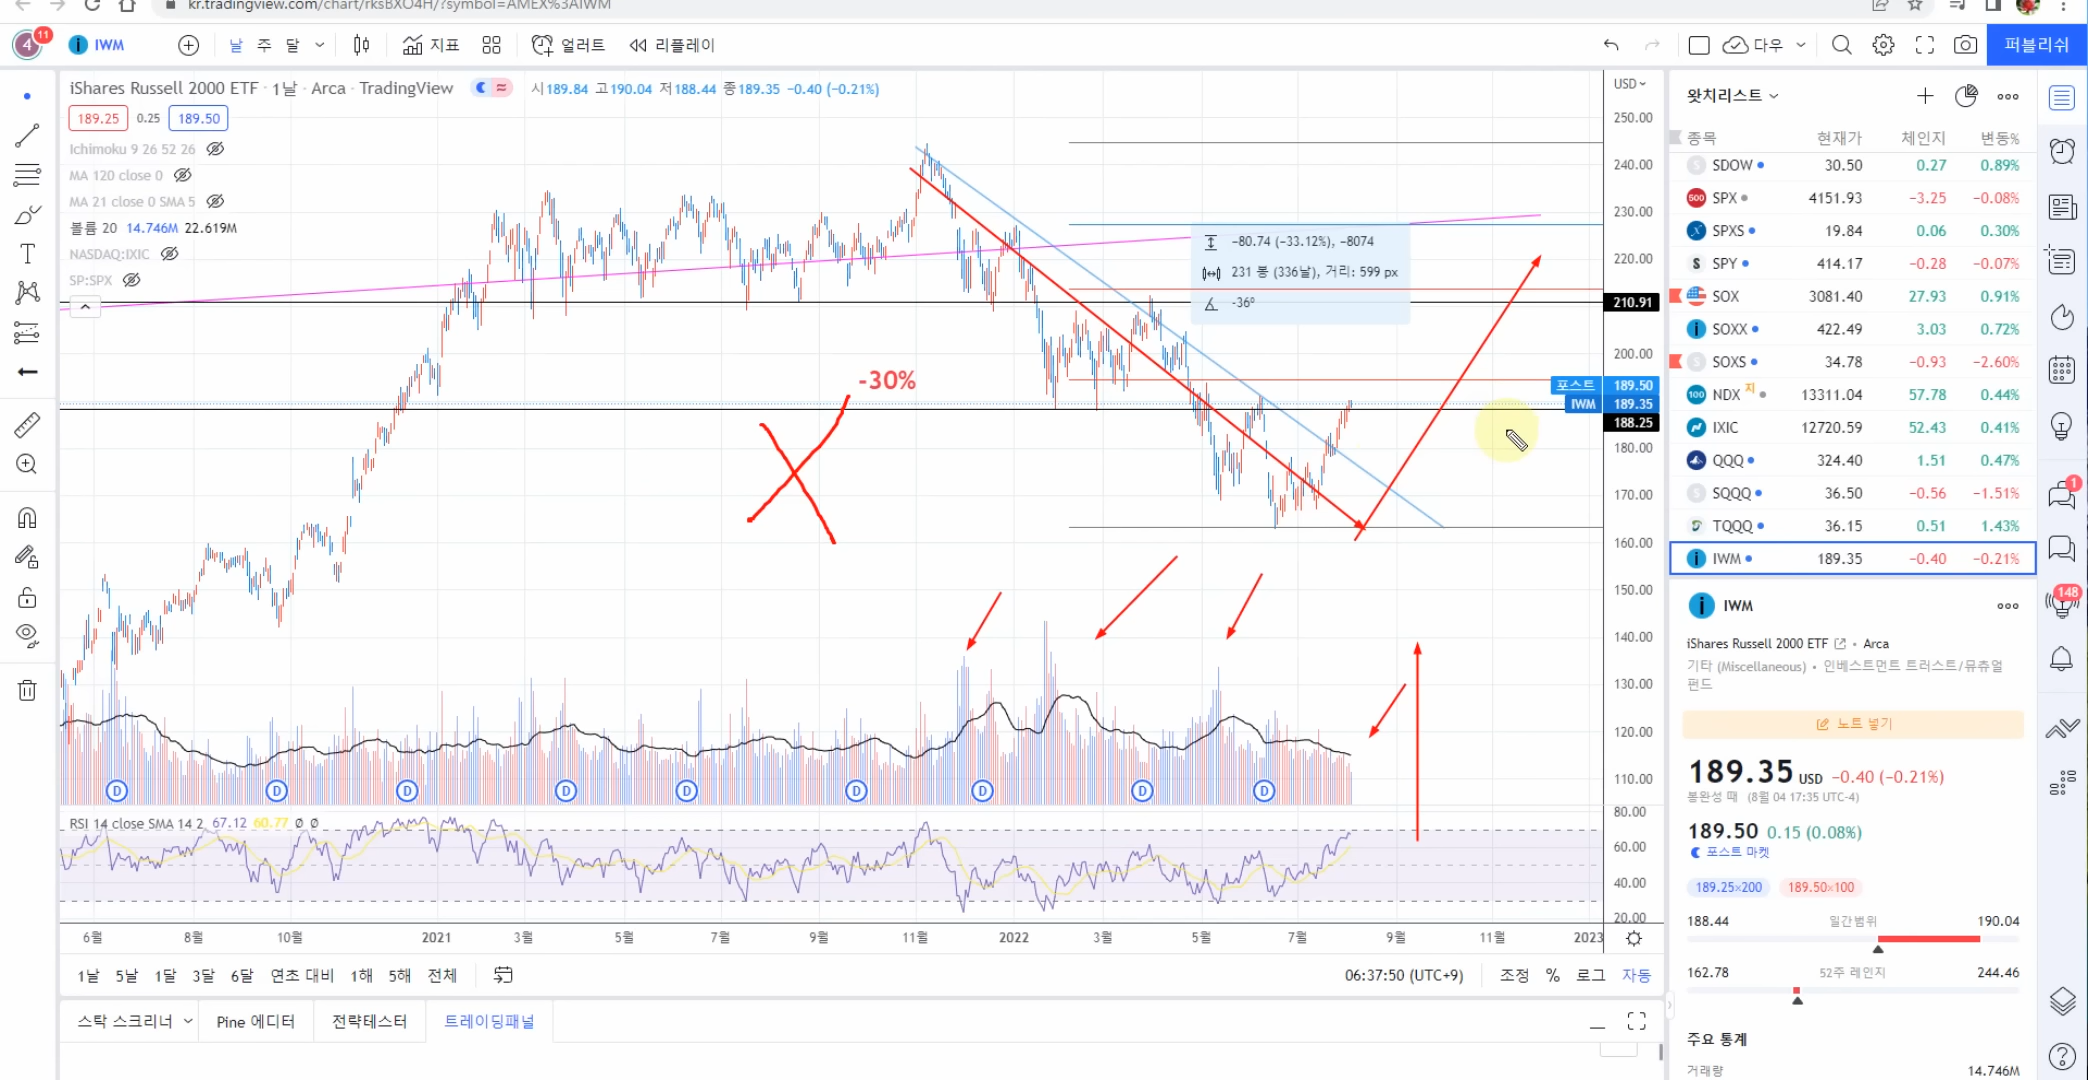 kr.tradingview.com/chart/rksBXO4H/?symbol=AMEX%3AIWM
4 11 IWM 날 주 달 지표 얼러트 리플레이 다우 퍼블리쉬
iShares Russell 2000 ETF · 1날 · Arca · TradingView 시189.84 고190.04 저188.44 종189.35 −0.40 (−0.21%)
189.25 0.25 189.50
Ichimoku 9 26 52 26
MA 120 close 0
MA 21 close 0 SMA 5
볼륨 20 14.746M 22.619M
NASDAQ:IXIC
SP:SPX
−80.74 (−33.12%), −8074
231 봉 (336날), 거리: 599 px
-36°
-30%
USD
250.00
240.00
230.00
220.00
210.91
200.00
포스트 189.50
IWM 189.35
188.25
180.00
170.00
160.00
150.00
140.00
130.00
120.00
110.00
D D D D D D D D D
RSI 14 close SMA 14 2 67.12 60.77 Ø Ø
80.00
60.00
40.00
20.00
6월 8월 10월 2021 3월 5월 7월 9월 11월 2022 3월 5월 7월 9월 11월 2023
1날 5날 1달 3달 6달 연초 대비 1해 5해 전체 06:37:50 (UTC+9) 조정 % 로그 자동
스탁 스크리너 Pine 에디터 전략테스터 트레이딩패널
왓치리스트
종목 현재가 체인지 변동%
SDOW 30.50 0.27 0.89%
500 SPX 4151.93 −3.25 −0.08%
SPXS 19.84 0.06 0.30%
S SPY 414.17 −0.28 −0.07%
SOX 3081.40 27.93 0.91%
SOXX 422.49 3.03 0.72%
S SOXS 34.78 −0.93 −2.60%
100 NDX 지 13311.04 57.78 0.44%
IXIC 12720.59 52.43 0.41%
QQQ 324.40 1.51 0.47%
S SQQQ 36.50 −0.56 −1.51%
TQQQ 36.15 0.51 1.43%
IWM 189.35 −0.40 −0.21%
IWM
iShares Russell 2000 ETF • Arca
기타 (Miscellaneous) • 인베스트먼트 트러스트/뮤츄얼
펀드
노트 넣기
189.35 USD −0.40 (−0.21%)
봉완성 때 (8월 04 17:35 UTC-4)
189.50 0.15 (0.08%)
포스트 마켓
189.25×200 189.50×100
188.44 일간범위 190.04
162.78 52주 레인지 244.46
주요 통계
거래량 14.746M
1
148